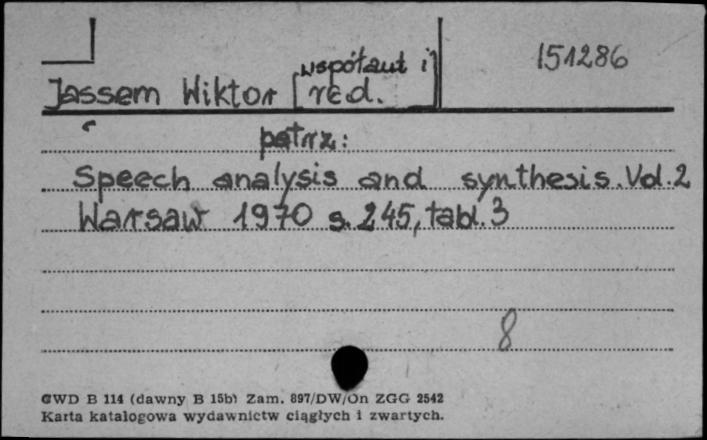 151286
Jassem Wiktor [współaut i
red.]
patrz:
Speech analysis and synthesis. Vol. 2
Warsaw 1970 s. 245, tabl. 3
8
CWD B 114 (dawny B 15b) Zam. 897/DW/On ZGG 2542
Karta katalogowa wydawnictw ciągłych i zwartych.